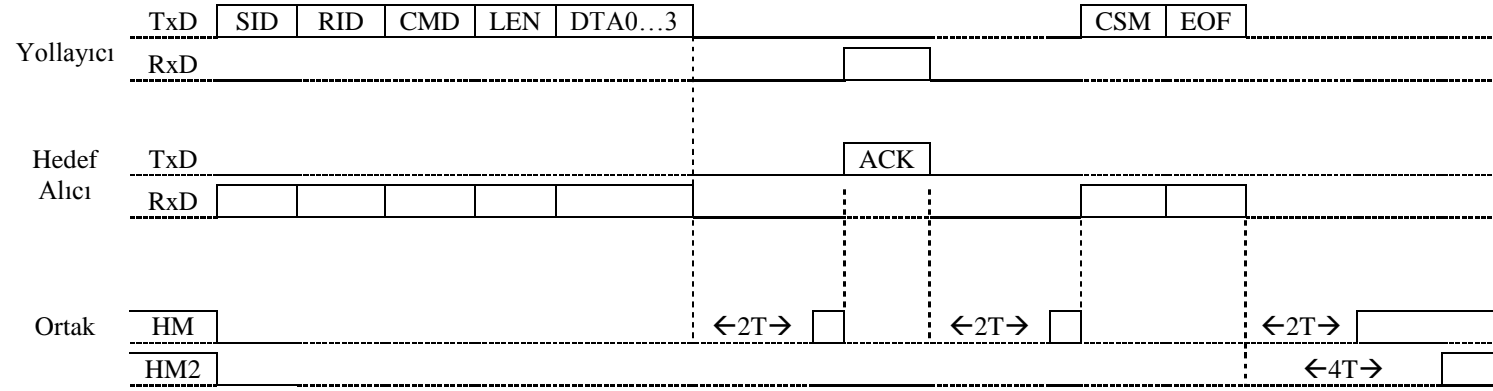 TxD SID RID CMD LEN DTA0…3 CSM EOF
Yollayıcı
RxD
Hedef TxD ACK
Alıcı RxD
Ortak HM ←2T→ ←2T→ ←2T→
HM2 ←4T→